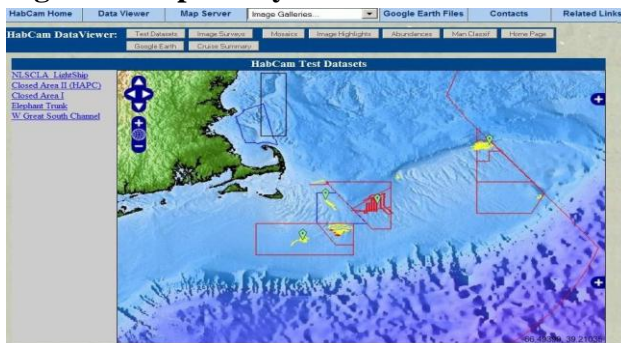 HabCam Home Data Viewer Map Server Image Galleries... Google Earth Files Contacts Related Links
HabCam DataViewer: Test Datasets Image Surveys Mosaics Image Highlights Abundances Man Classif Home Page
Google Earth Cruise Summary
HabCam Test Datasets
NLSCLA_LightShip
Closed Area II (HAPC)
Closed Area I
Elephant Trunk
W Great South Channel